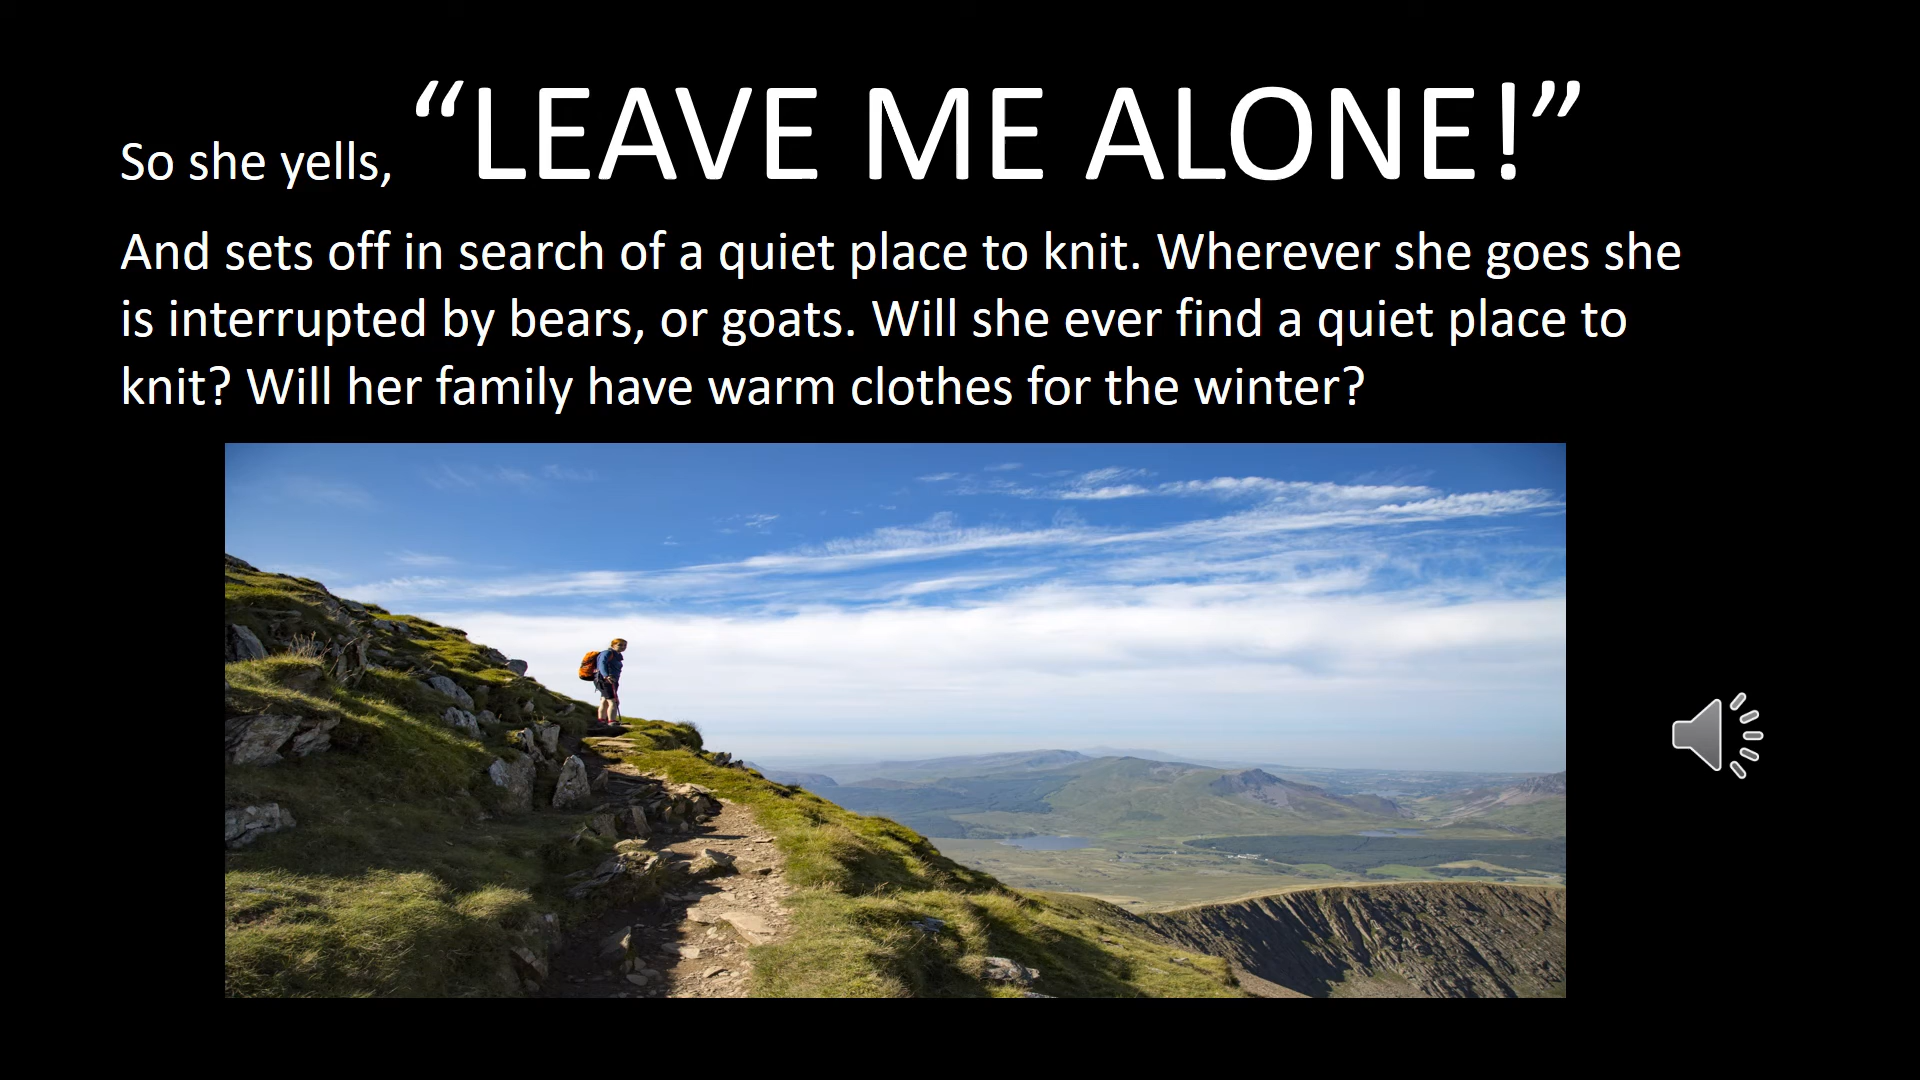 So she yells, “LEAVE ME ALONE!”
And sets off in search of a quiet place to knit. Wherever she goes she
is interrupted by bears, or goats. Will she ever find a quiet place to
knit? Will her family have warm clothes for the winter?